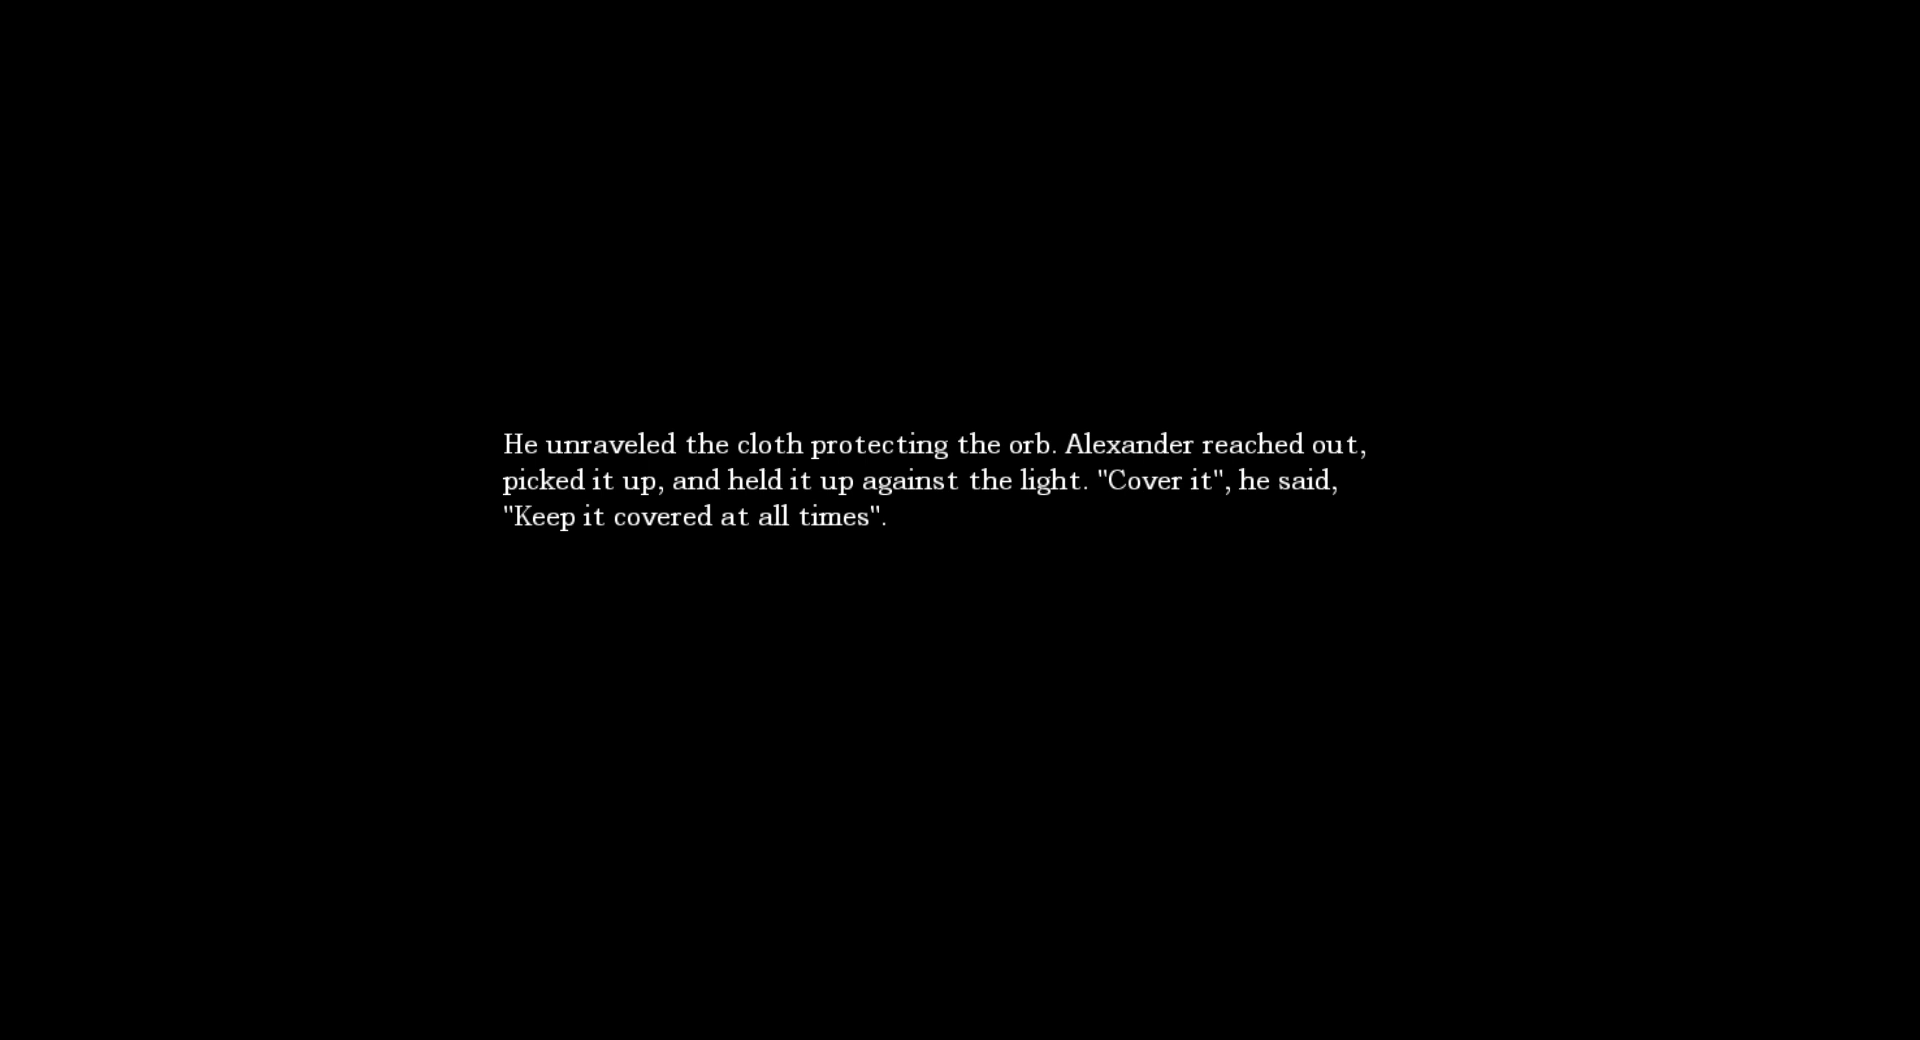 He unraveled the cloth protecting the orb. Alexander reached out,
picked it up, and held it up against the light. "Cover it", he said,
"Keep it covered at all times".